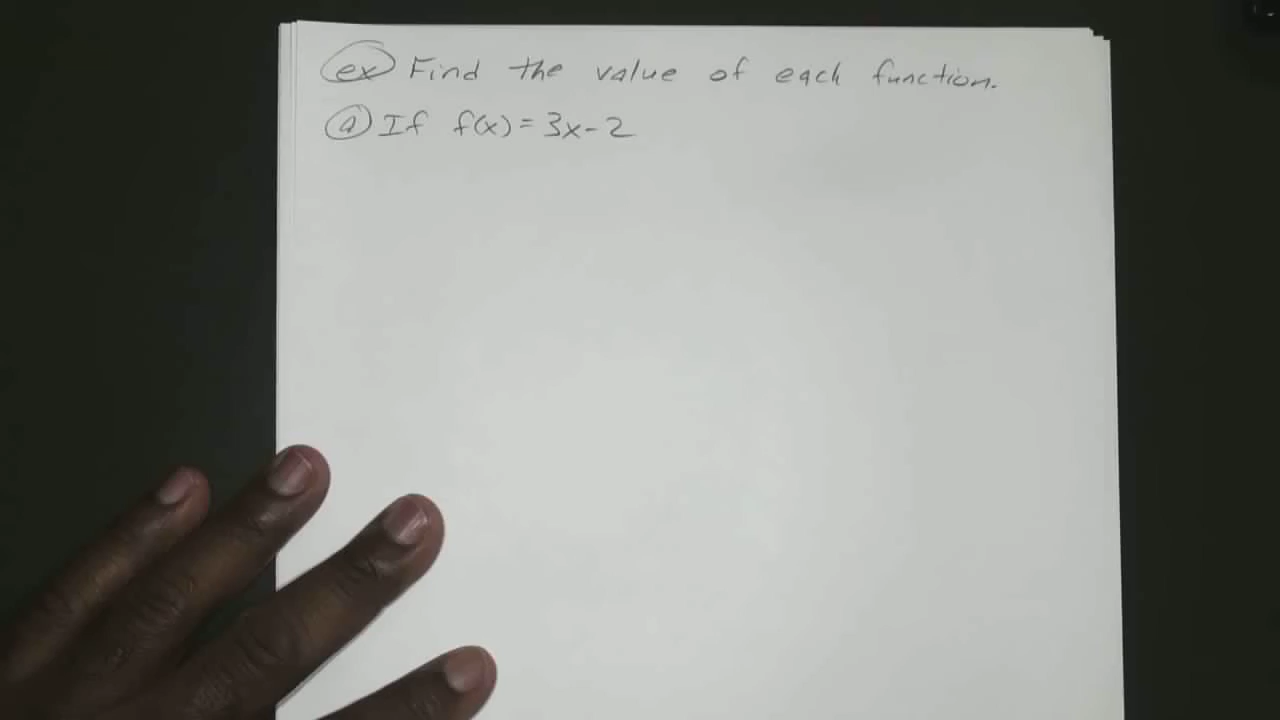 ex Find the value of each function.
a If f(x)=3x-2